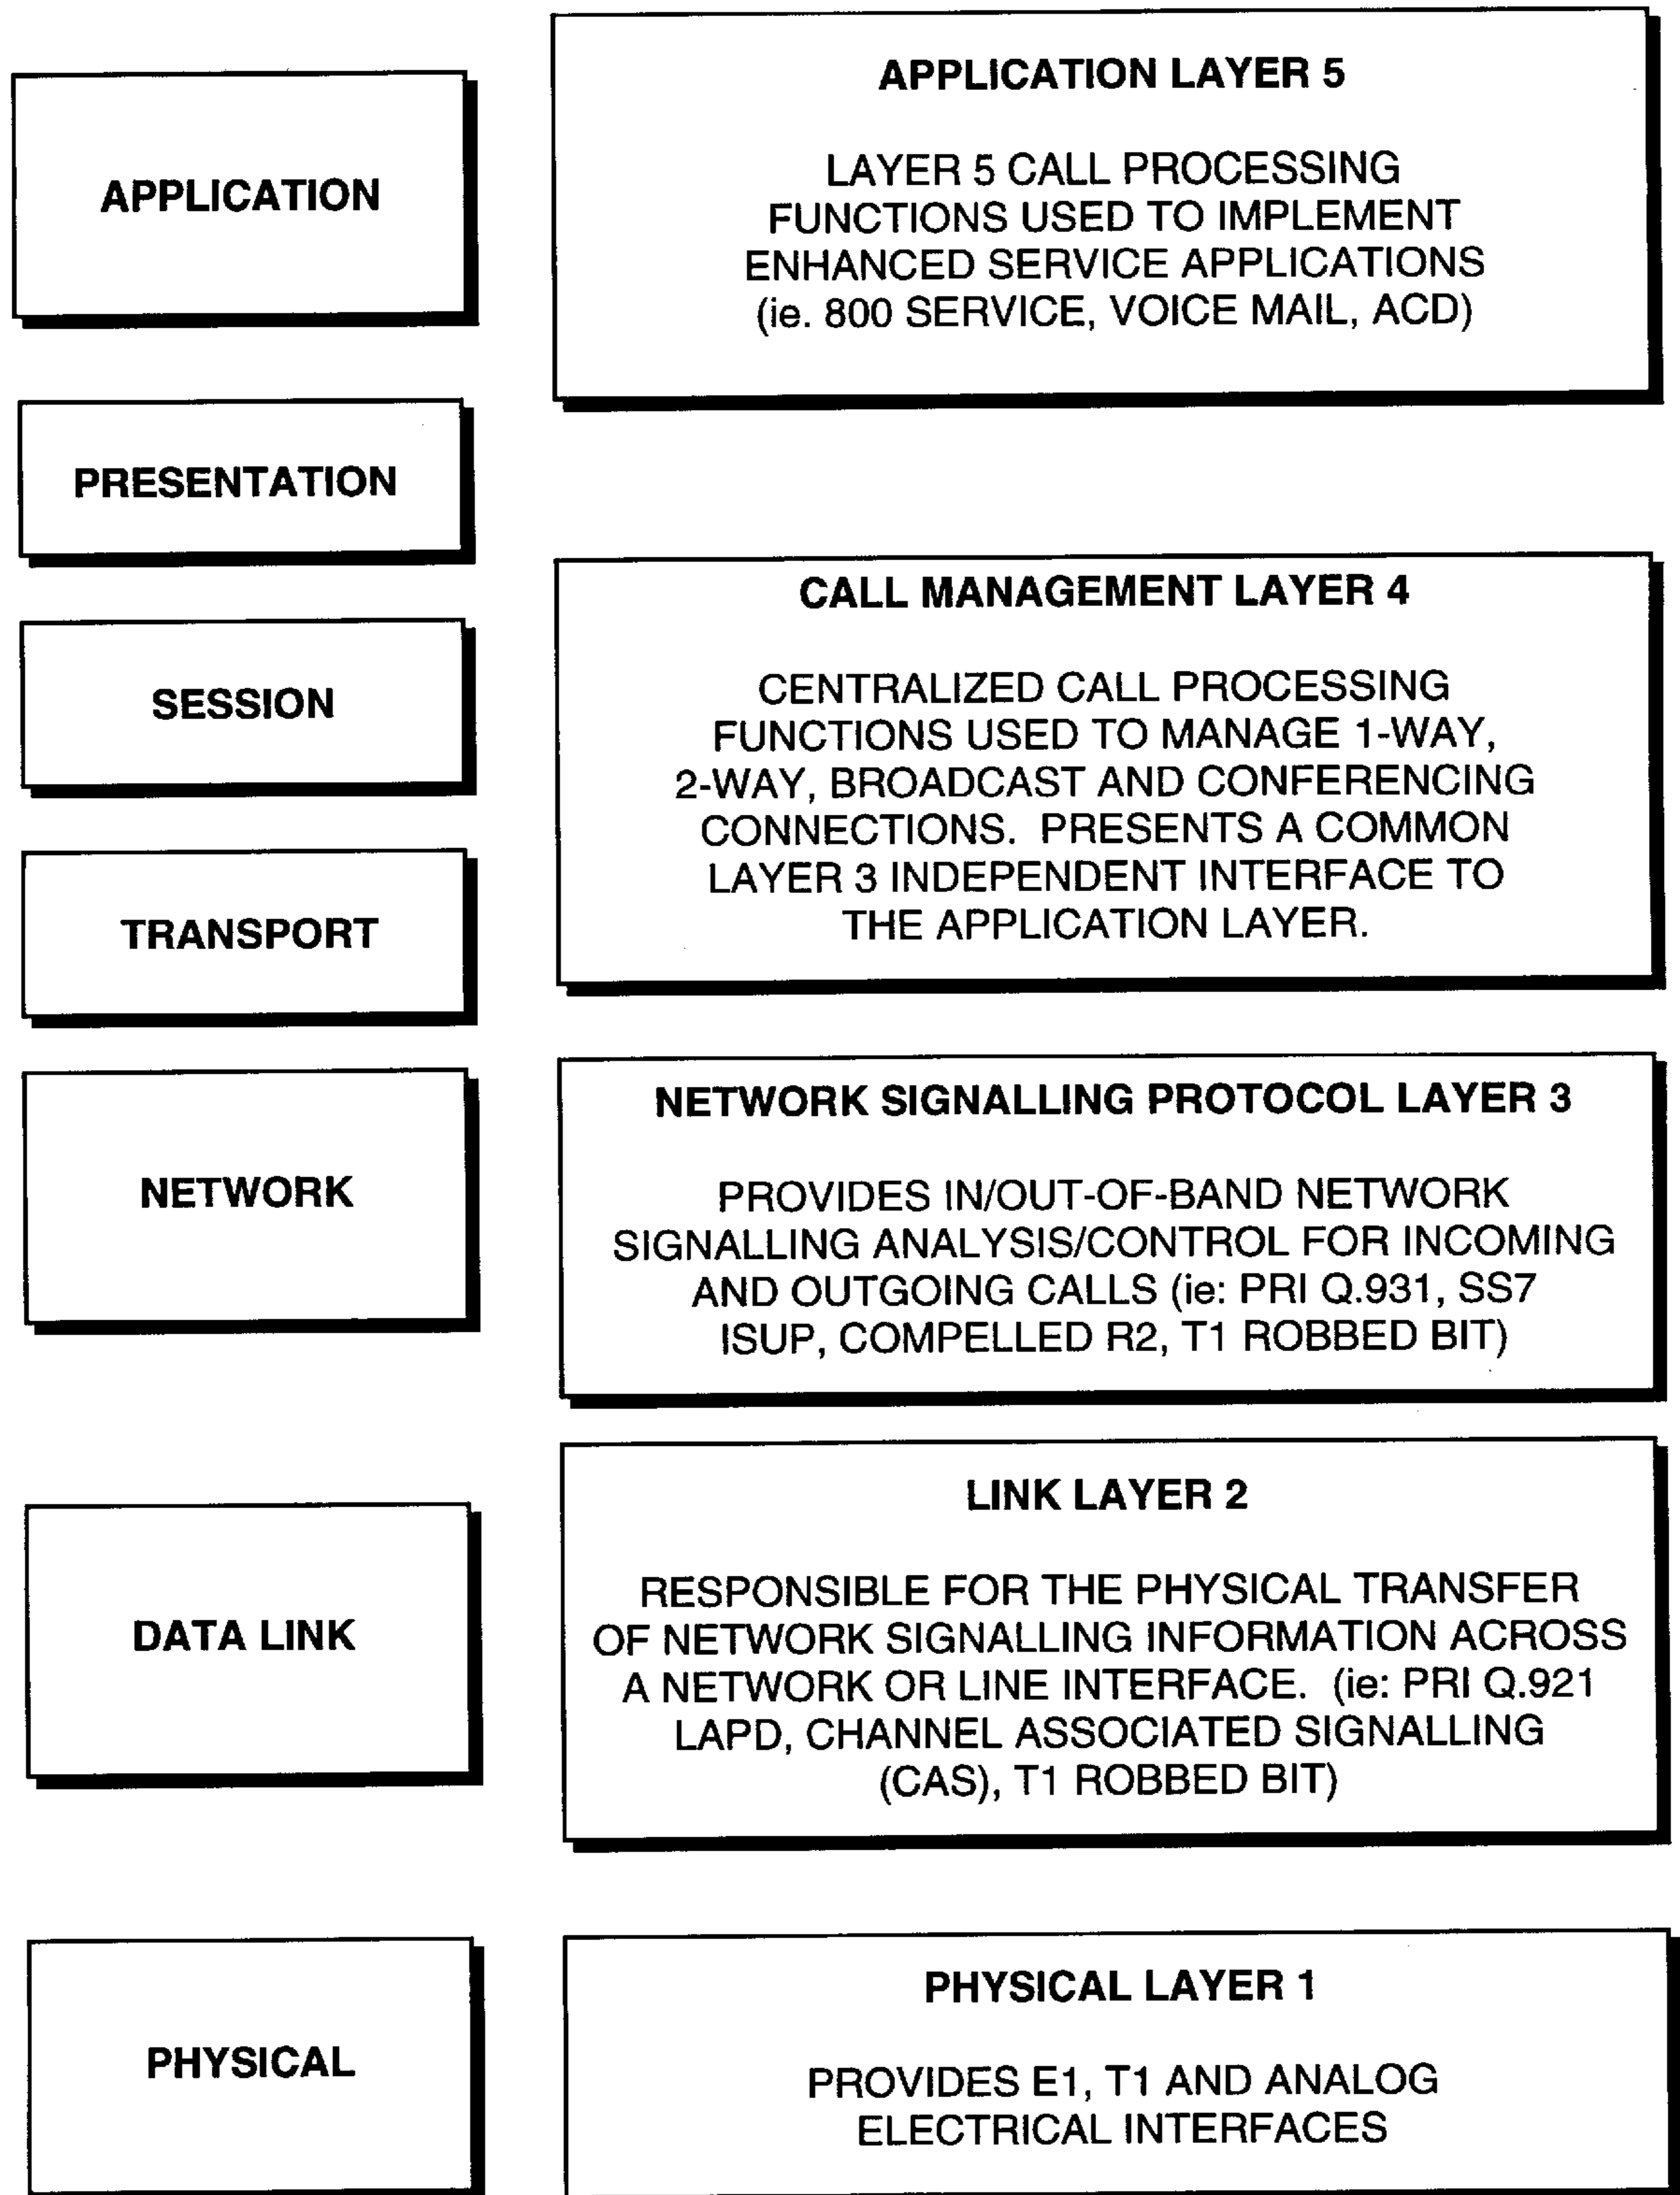 APPLICATION
APPLICATION LAYER 5
LAYER 5 CALL PROCESSING
FUNCTIONS USED TO IMPLEMENT
ENHANCED SERVICE APPLICATIONS
(ie. 800 SERVICE, VOICE MAIL, ACD)
PRESENTATION
SESSION
TRANSPORT
CALL MANAGEMENT LAYER 4
CENTRALIZED CALL PROCESSING
FUNCTIONS USED TO MANAGE 1-WAY,
2-WAY, BROADCAST AND CONFERENCING
CONNECTIONS. PRESENTS A COMMON
LAYER 3 INDEPENDENT INTERFACE TO
THE APPLICATION LAYER.
NETWORK
NETWORK SIGNALLING PROTOCOL LAYER 3
PROVIDES IN/OUT-OF-BAND NETWORK
SIGNALLING ANALYSIS/CONTROL FOR INCOMING
AND OUTGOING CALLS (ie: PRI Q.931, SS7
ISUP, COMPELLED R2, T1 ROBBED BIT)
DATA LINK
LINK LAYER 2
RESPONSIBLE FOR THE PHYSICAL TRANSFER
OF NETWORK SIGNALLING INFORMATION ACROSS
A NETWORK OR LINE INTERFACE. (ie: PRI Q.921
LAPD, CHANNEL ASSOCIATED SIGNALLING
(CAS), T1 ROBBED BIT)
PHYSICAL
PHYSICAL LAYER 1
PROVIDES E1, T1 AND ANALOG
ELECTRICAL INTERFACES